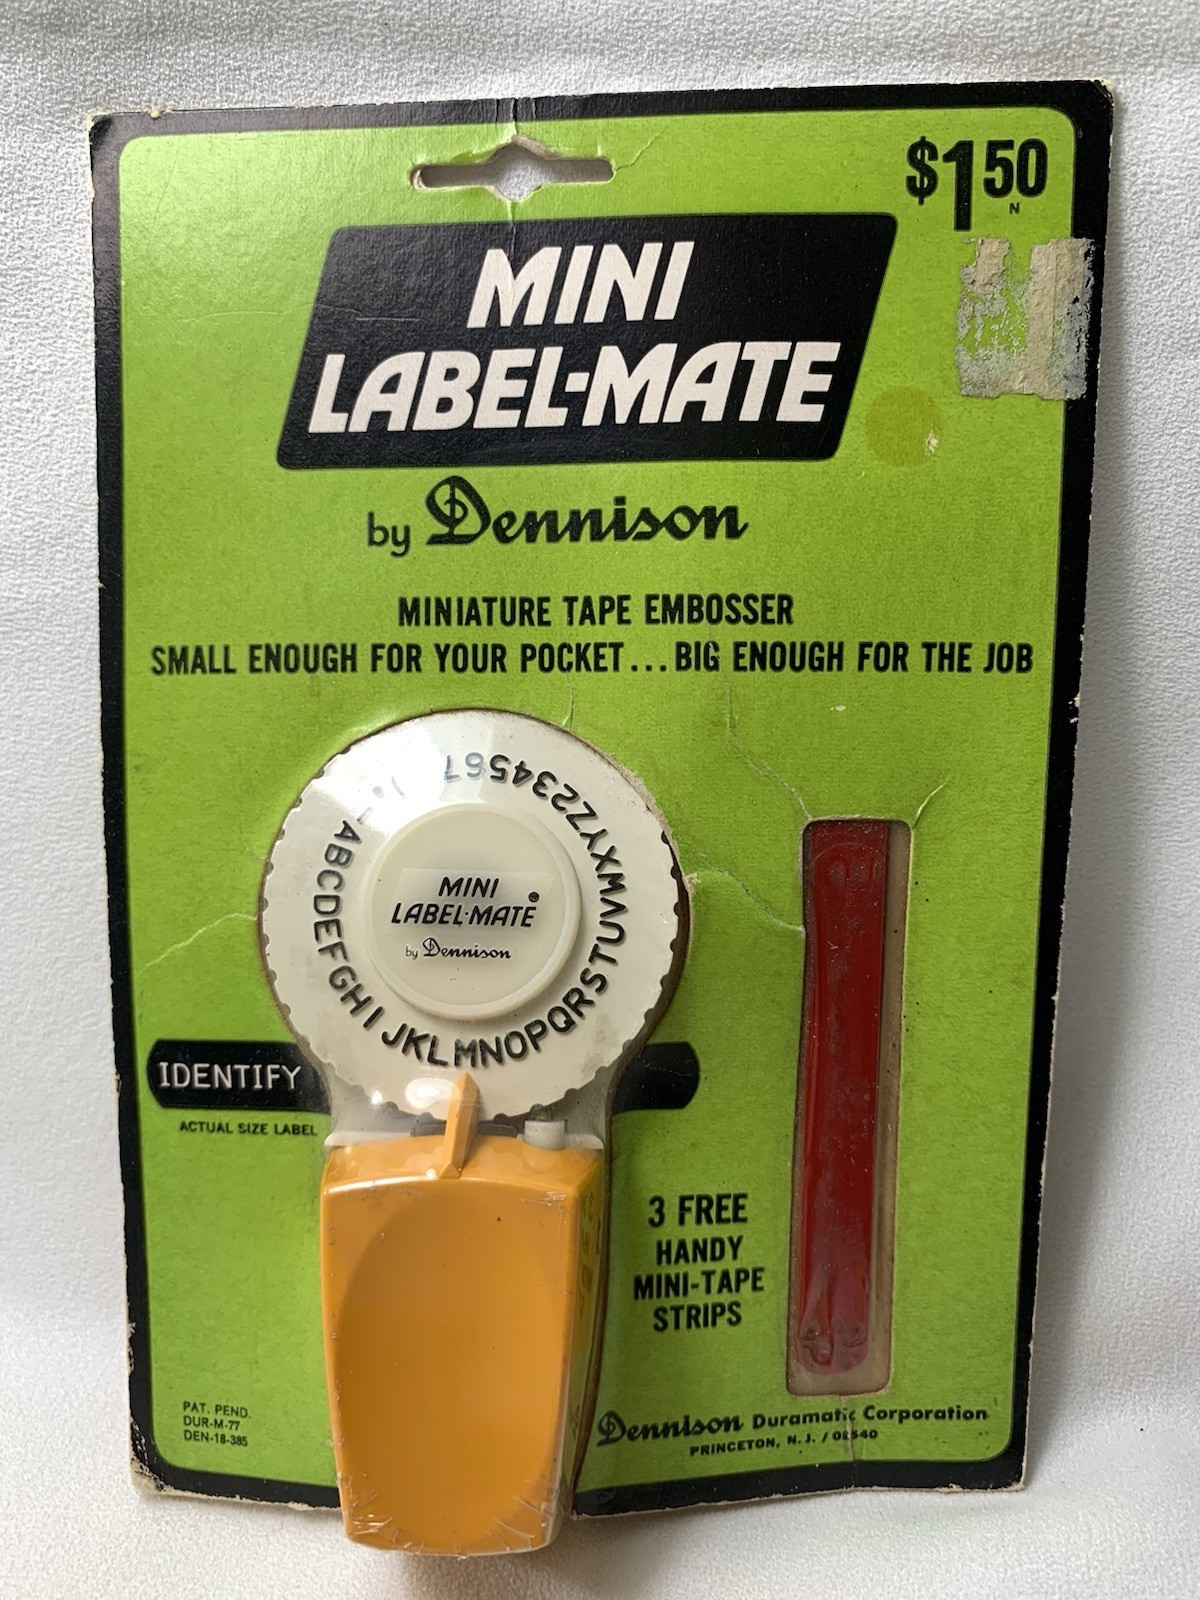 $1.50
N
MINI
LABEL-MATE
by Dennison
MINIATURE TAPE EMBOSSER
SMALL ENOUGH FOR YOUR POCKET...BIG ENOUGH FOR THE JOB
ABCDEFGHIJKLMNOPQRSTUVWXYZ234567
MINI
LABEL-MATE®
by Dennison
IDENTIFY
ACTUAL SIZE LABEL
3 FREE
HANDY
MINI-TAPE
STRIPS
PAT. PEND.
DUR-M-77
DEN-18-385
Dennison Duramatic Corporation
PRINCETON, N. J. / 08540